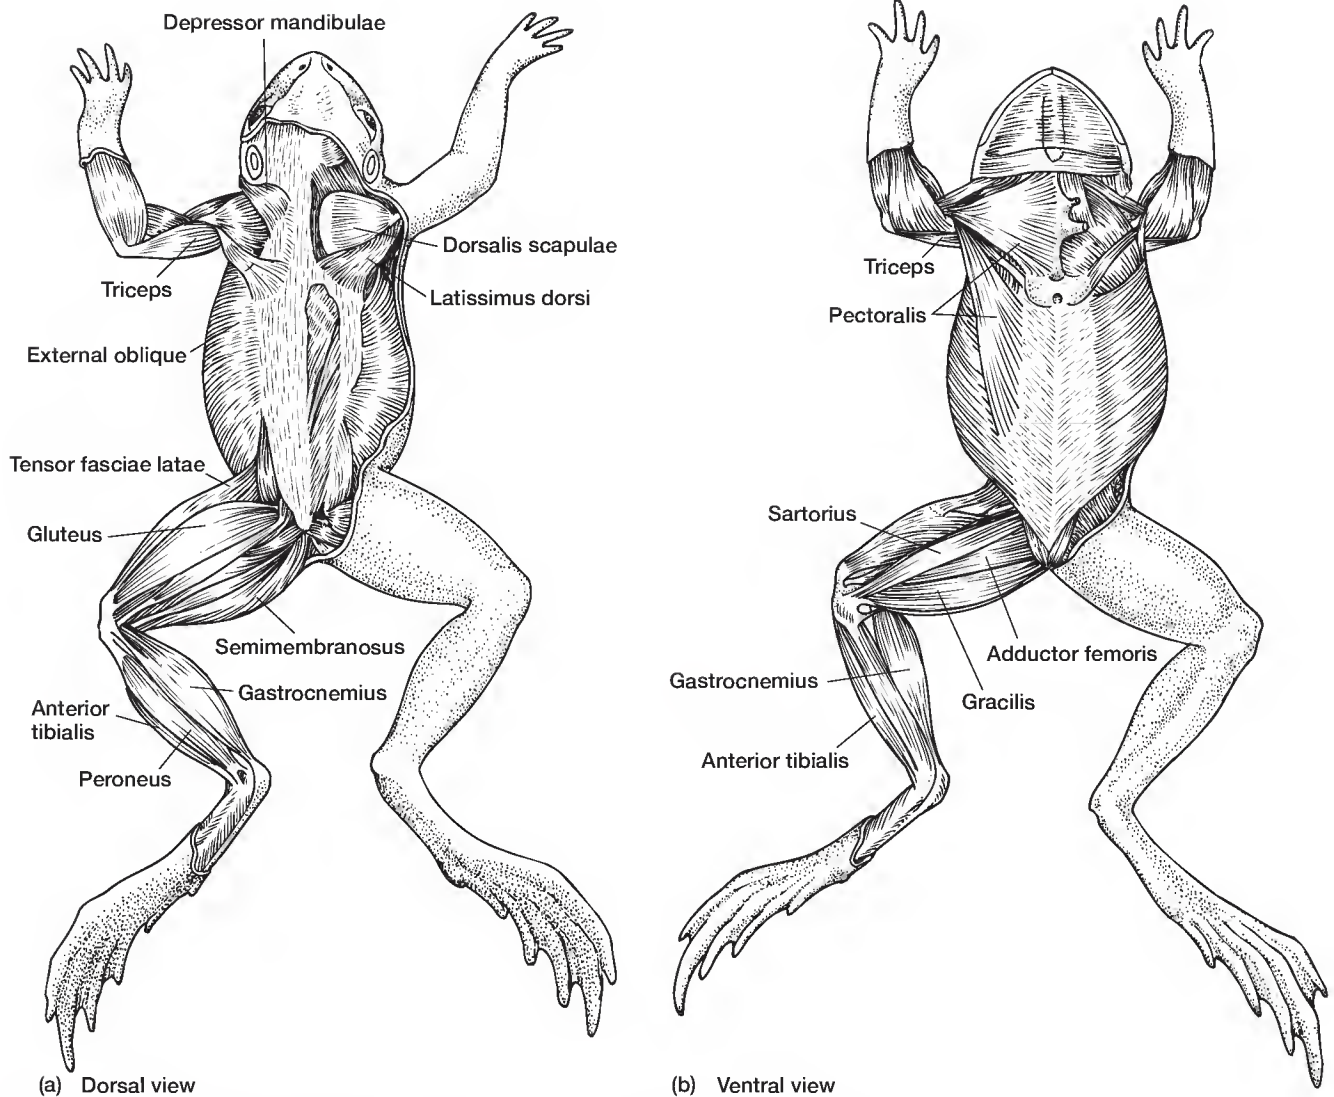 Depressor mandibulae
Dorsalis scapulae
Triceps
Latissimus dorsi
External oblique
Tensor fasciae latae
Gluteus
Semimembranosus
Gastrocnemius
Anterior
tibialis
Peroneus
(a) Dorsal view
Triceps
Pectoralis
Sartorius
Adductor femoris
Gastrocnemius
Gracilis
Anterior tibialis
(b) Ventral view